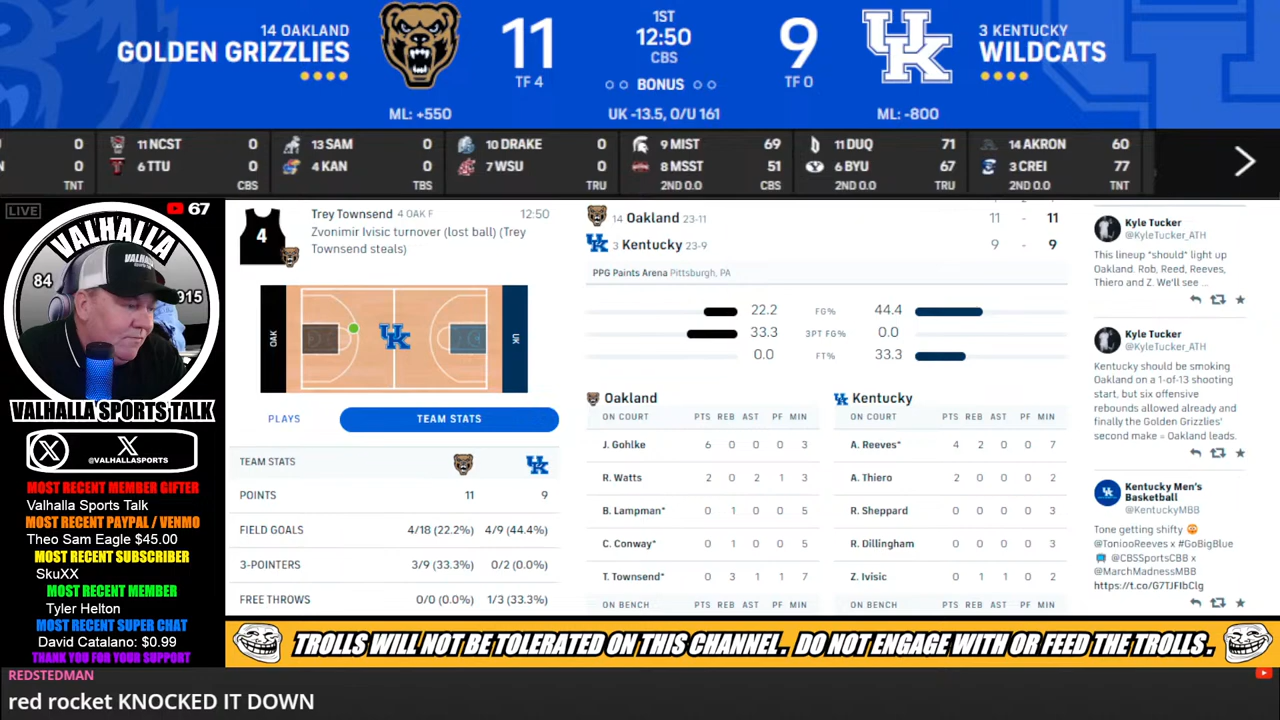 14 OAKLAND
GOLDEN GRIZZLIES
11
TF 4
ML: +550
1ST
12:50
CBS
BONUS
UK -13.5, O/U 161
9
TF 0
ML: -800
3 KENTUCKY
WILDCATS
0
0
TNT
11 NCST 0
6 TTU 0
CBS
13 SAM 0
4 KAN 0
TBS
10 DRAKE 0
7 WSU 0
TRU
9 MIST 69
8 MSST 51
2ND 0.0 CBS
11 DUQ 71
6 BYU 67
2ND 0.0 TRU
14 AKRON 60
3 CREI 77
2ND 0.0 TNT
LIVE
67
VALHALLA
84
915
VALHALLA
VALHALLA SPORTS TALK
@VALHALLASPORTS
MOST RECENT MEMBER GIFTER
Valhalla Sports Talk
MOST RECENT PAYPAL / VENMO
Theo Sam Eagle $45.00
MOST RECENT SUBSCRIBER
SkuXX
MOST RECENT MEMBER
Tyler Helton
MOST RECENT SUPER CHAT
David Catalano: $0.99
THANK YOU FOR YOUR SUPPORT
4
Trey Townsend 4 OAK F 12:50
Zvonimir Ivisic turnover (lost ball) (Trey
Townsend steals)
OAK
UK
UK
PLAYS
TEAM STATS
TEAM STATS
POINTS 11 9
FIELD GOALS 4/18 (22.2%) 4/9 (44.4%)
3-POINTERS 3/9 (33.3%) 0/2 (0.0%)
FREE THROWS 0/0 (0.0%) 1/3 (33.3%)
14 Oakland 23-11 11 - 11
3 Kentucky 23-9 9 - 9
PPG Paints Arena Pittsburgh, PA
22.2 FG% 44.4
33.3 3PT FG% 0.0
0.0 FT% 33.3
Oakland
ON COURT PTS REB AST PF MIN
J. Gohlke 6 0 0 0 3
R. Watts 2 0 2 1 3
B. Lampman* 0 1 0 0 5
C. Conway* 0 1 0 0 5
T. Townsend* 0 3 1 1 7
ON BENCH PTS REB AST PF MIN
Kentucky
ON COURT PTS REB AST PF MIN
A. Reeves* 4 2 0 0 7
A. Thiero 2 0 0 0 2
R. Sheppard 0 0 0 0 3
R. Dillingham 0 0 0 0 3
Z. Ivisic 0 1 1 0 2
ON BENCH PTS REB AST PF MIN
Kyle Tucker
@KyleTucker_ATH
This lineup *should* light up
Oakland. Rob, Reed, Reeves,
Thiero and Z. We'll see ...
Kyle Tucker
@KyleTucker_ATH
Kentucky should be smoking
Oakland on a 1-of-13 shooting
start, but six offensive
rebounds allowed already and
finally the Golden Grizzlies'
second make = Oakland leads.
Kentucky Men's
Basketball
@KentuckyMBB
Tone getting shifty
@ToniooReeves x #GoBigBlue
@CBSSportsCBB x
@MarchMadnessMBB
https://t.co/G7TJFIbClg
TROLLS WILL NOT BE TOLERATED ON THIS CHANNEL. DO NOT ENGAGE WITH OR FEED THE TROLLS.
REDSTEDMAN
red rocket KNOCKED IT DOWN